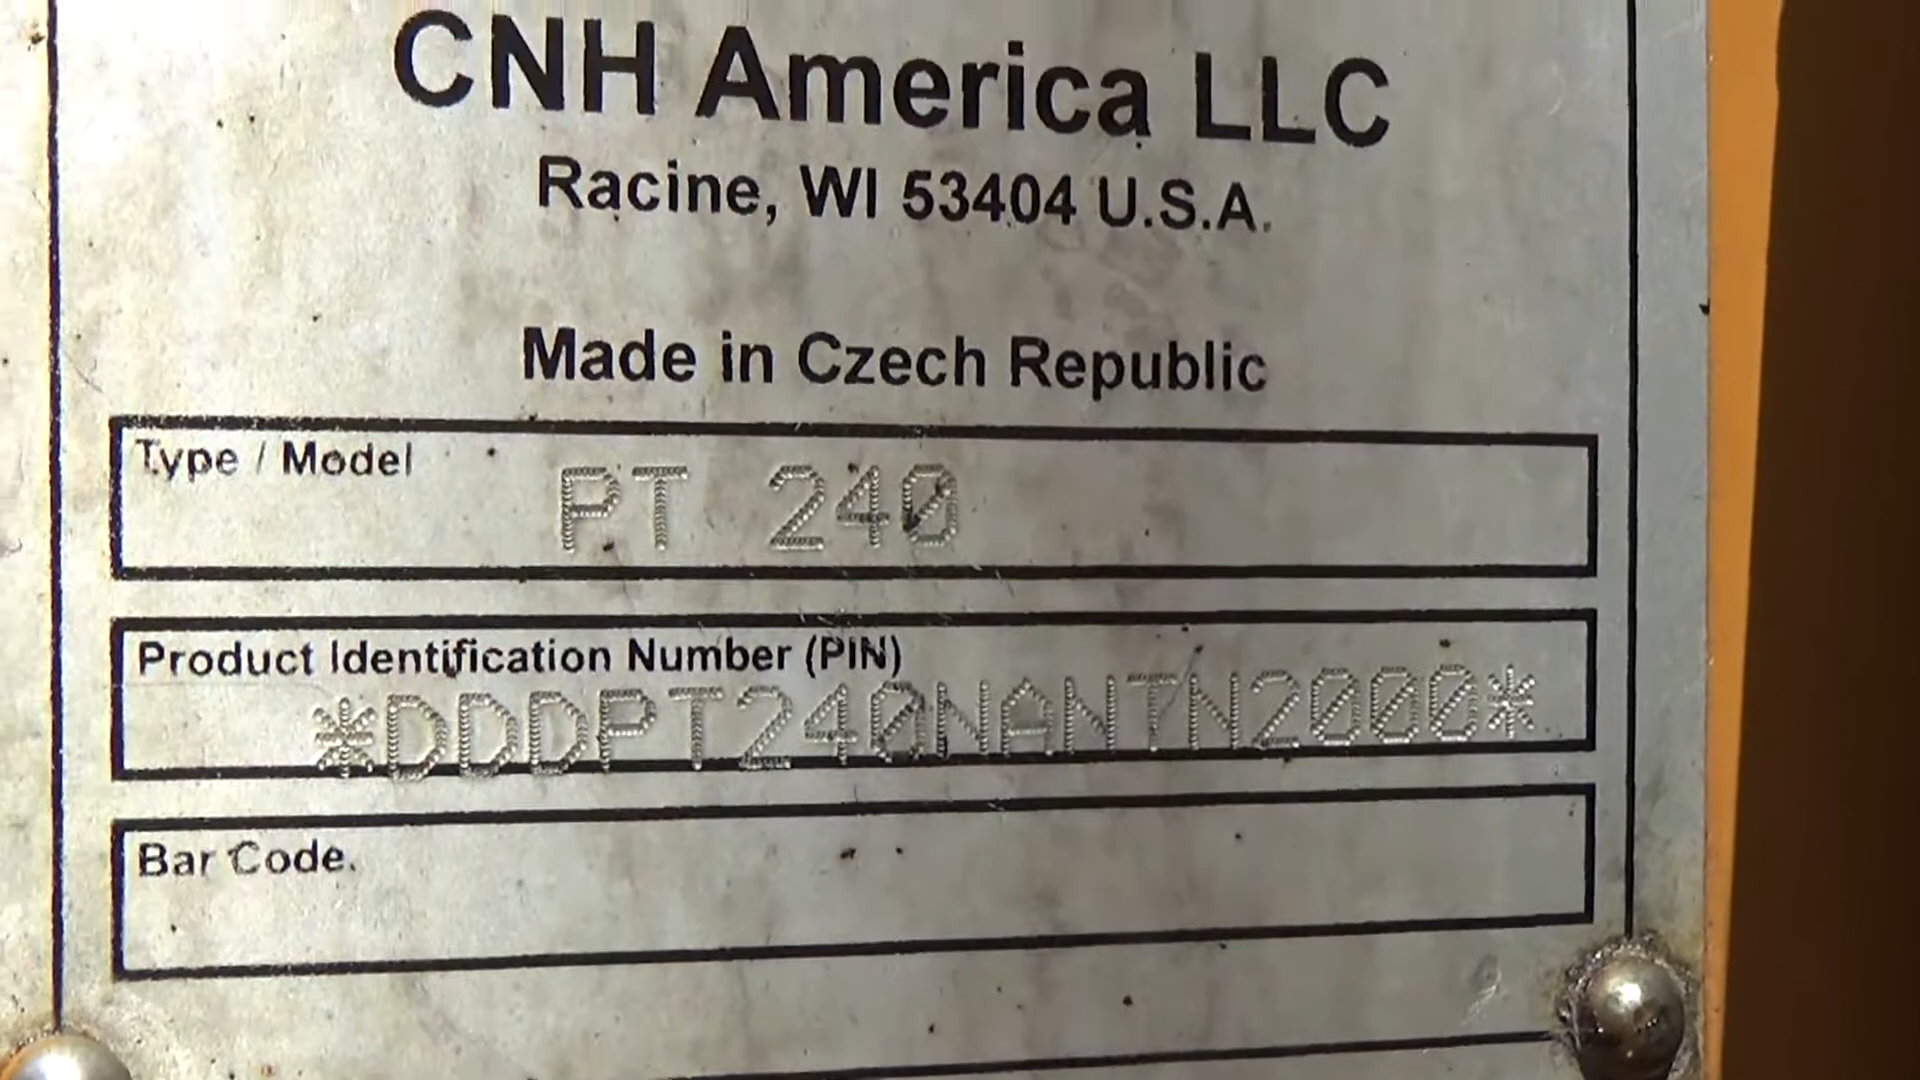 CNH America LLC
Racine, WI 53404 U.S.A.
Made in Czech Republic
Type / Model
PT 240
Product Identification Number (PIN)
*DDDPT240NANTN2000*
Bar Code.